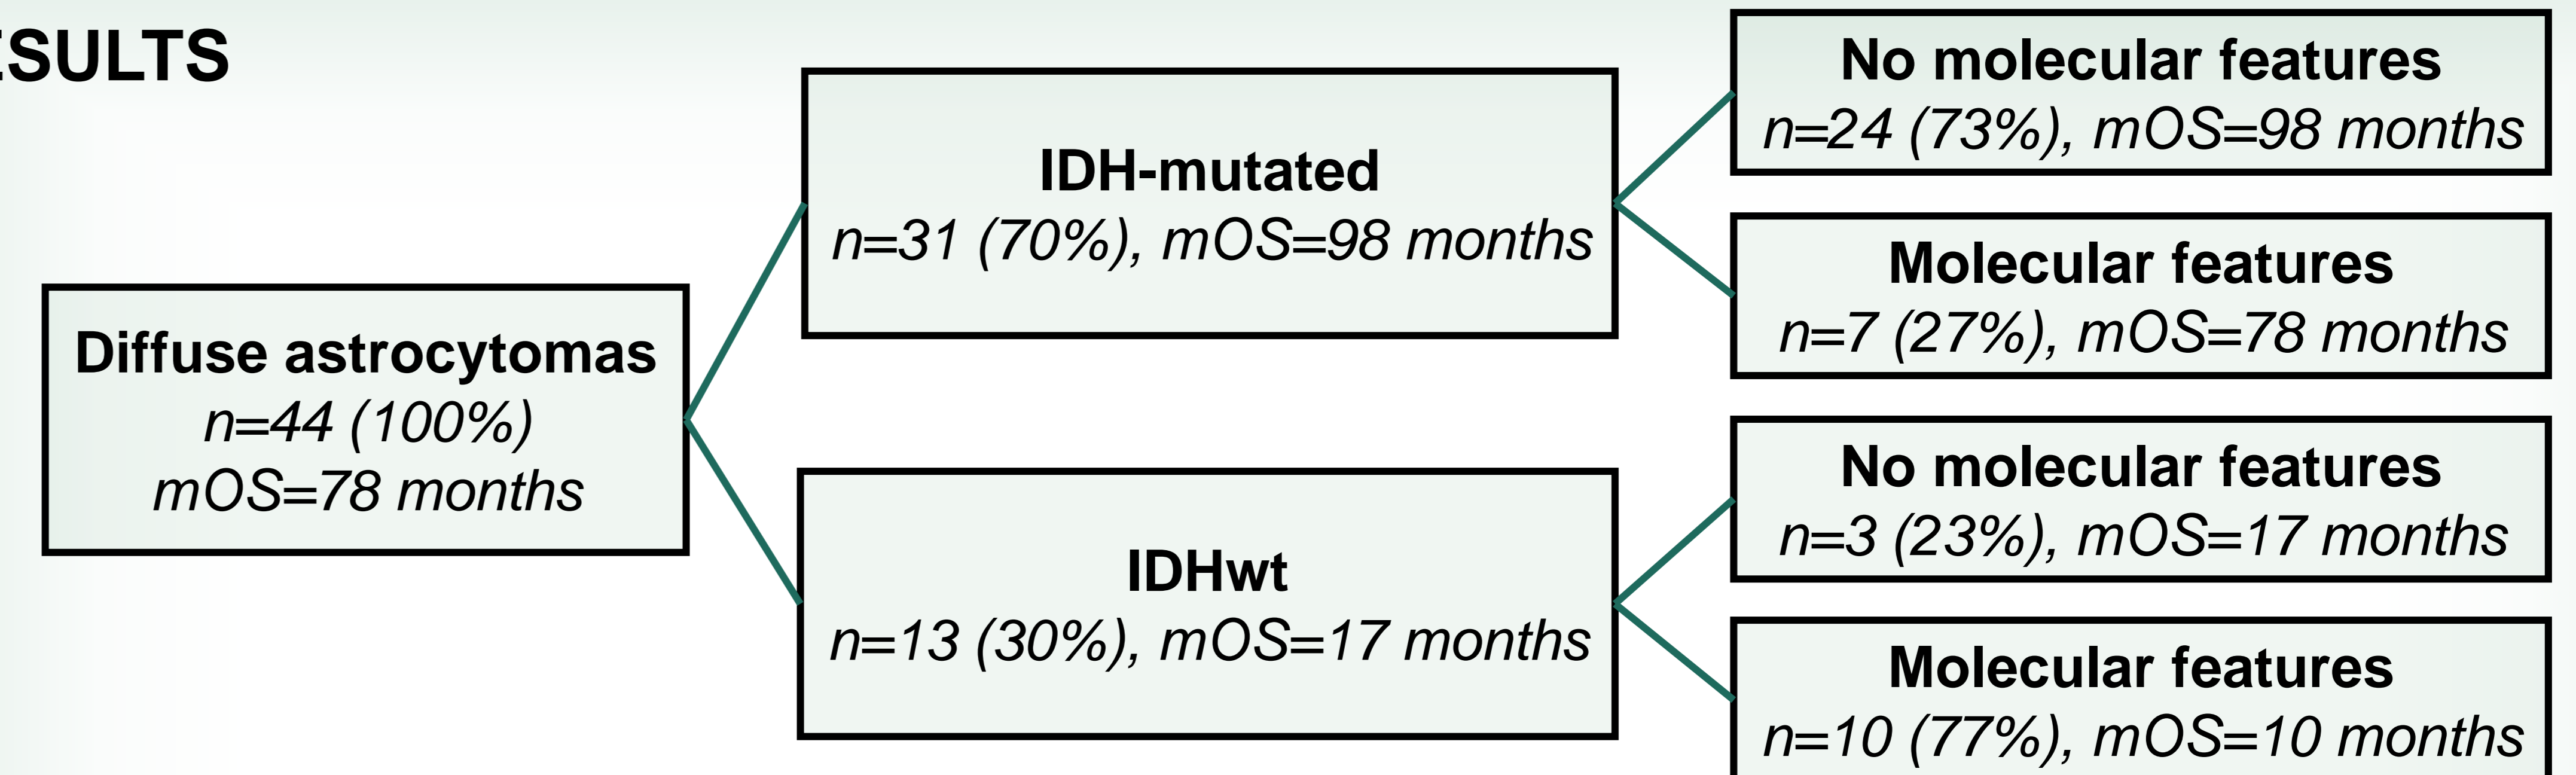 ESULTS
Diffuse astrocytomas
n=44 (100%)
mOS=78 months
IDH-mutated
n=31 (70%), mOS=98 months
IDHwt
n=13 (30%), mOS=17 months
No molecular features
n=24 (73%), mOS=98 months
Molecular features
n=7 (27%), mOS=78 months
No molecular features
n=3 (23%), mOS=17 months
Molecular features
n=10 (77%), mOS=10 months